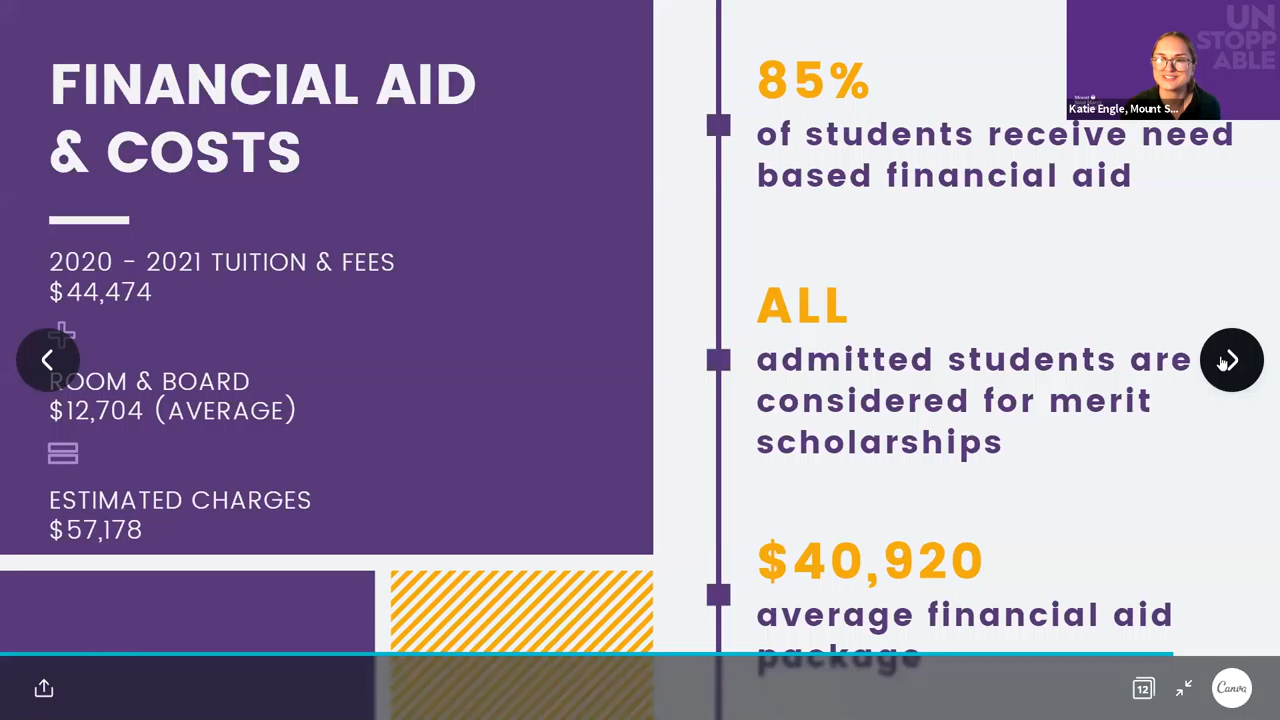 FINANCIAL AID
& COSTS
2020 - 2021 TUITION & FEES
$44,474
ROOM & BOARD
$12,704 (AVERAGE)
ESTIMATED CHARGES
$57,178
85%
of students receive need
based financial aid
ALL
admitted students are
considered for merit
scholarships
$40,920
average financial aid
package
UN
STOPP
ABLE
Katie Engle, Mount S...
12
Canva